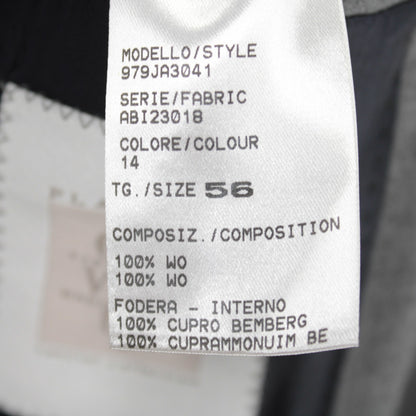 MODELLO/STYLE
979JA3041
SERIE/FABRIC
ABI23018
COLORE/COLOUR
14
TG./SIZE 56
COMPOSIZ./COMPOSITION
100% WO
100% WO
FODERA - INTERNO
100% CUPRO BEMBERG
100% CUPRAMMONUIM BE